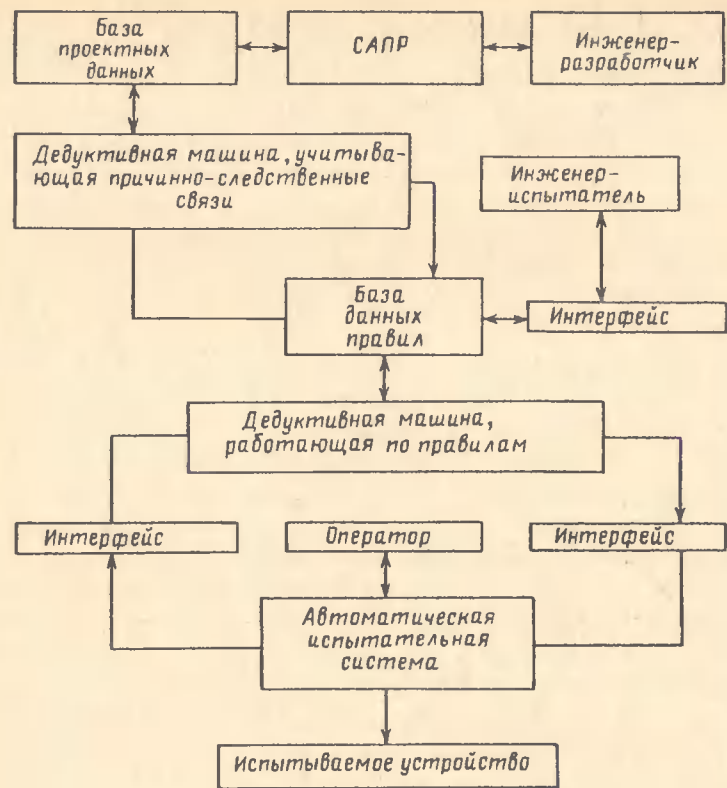 База
проектных
данных
САПР
Инженер-
разработчик
Дедуктивная машина, учитыва-
ющая причинно-следственные
связи
Инженер-
испытатель
База
данных
правил
Интерфейс
Дедуктивная машина,
работающая по правилам
Интерфейс
Оператор
Интерфейс
Автоматическая
испытательная
система
Испытываемое устройство